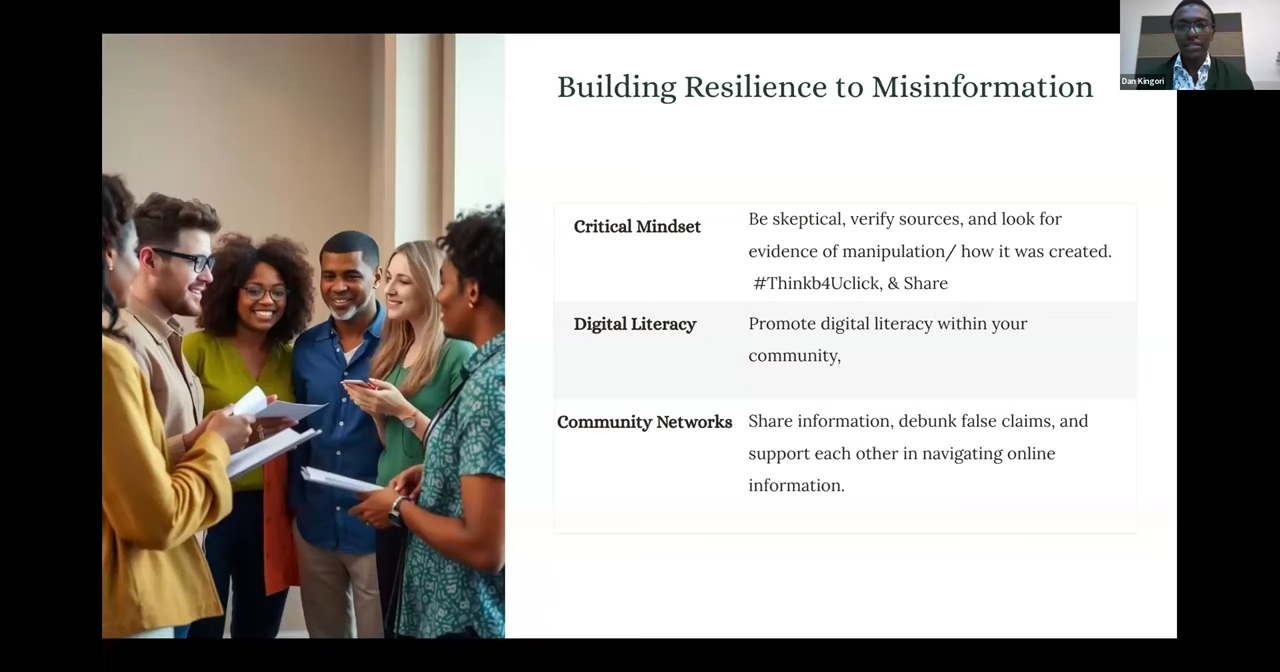 Dan Kingori
Building Resilience to Misinformation
Critical Mindset
Be skeptical, verify sources, and look for
evidence of manipulation/ how it was created.
#Thinkb4Uclick, & Share
Digital Literacy
Promote digital literacy within your
community,
Community Networks
Share information, debunk false claims, and
support each other in navigating online
information.